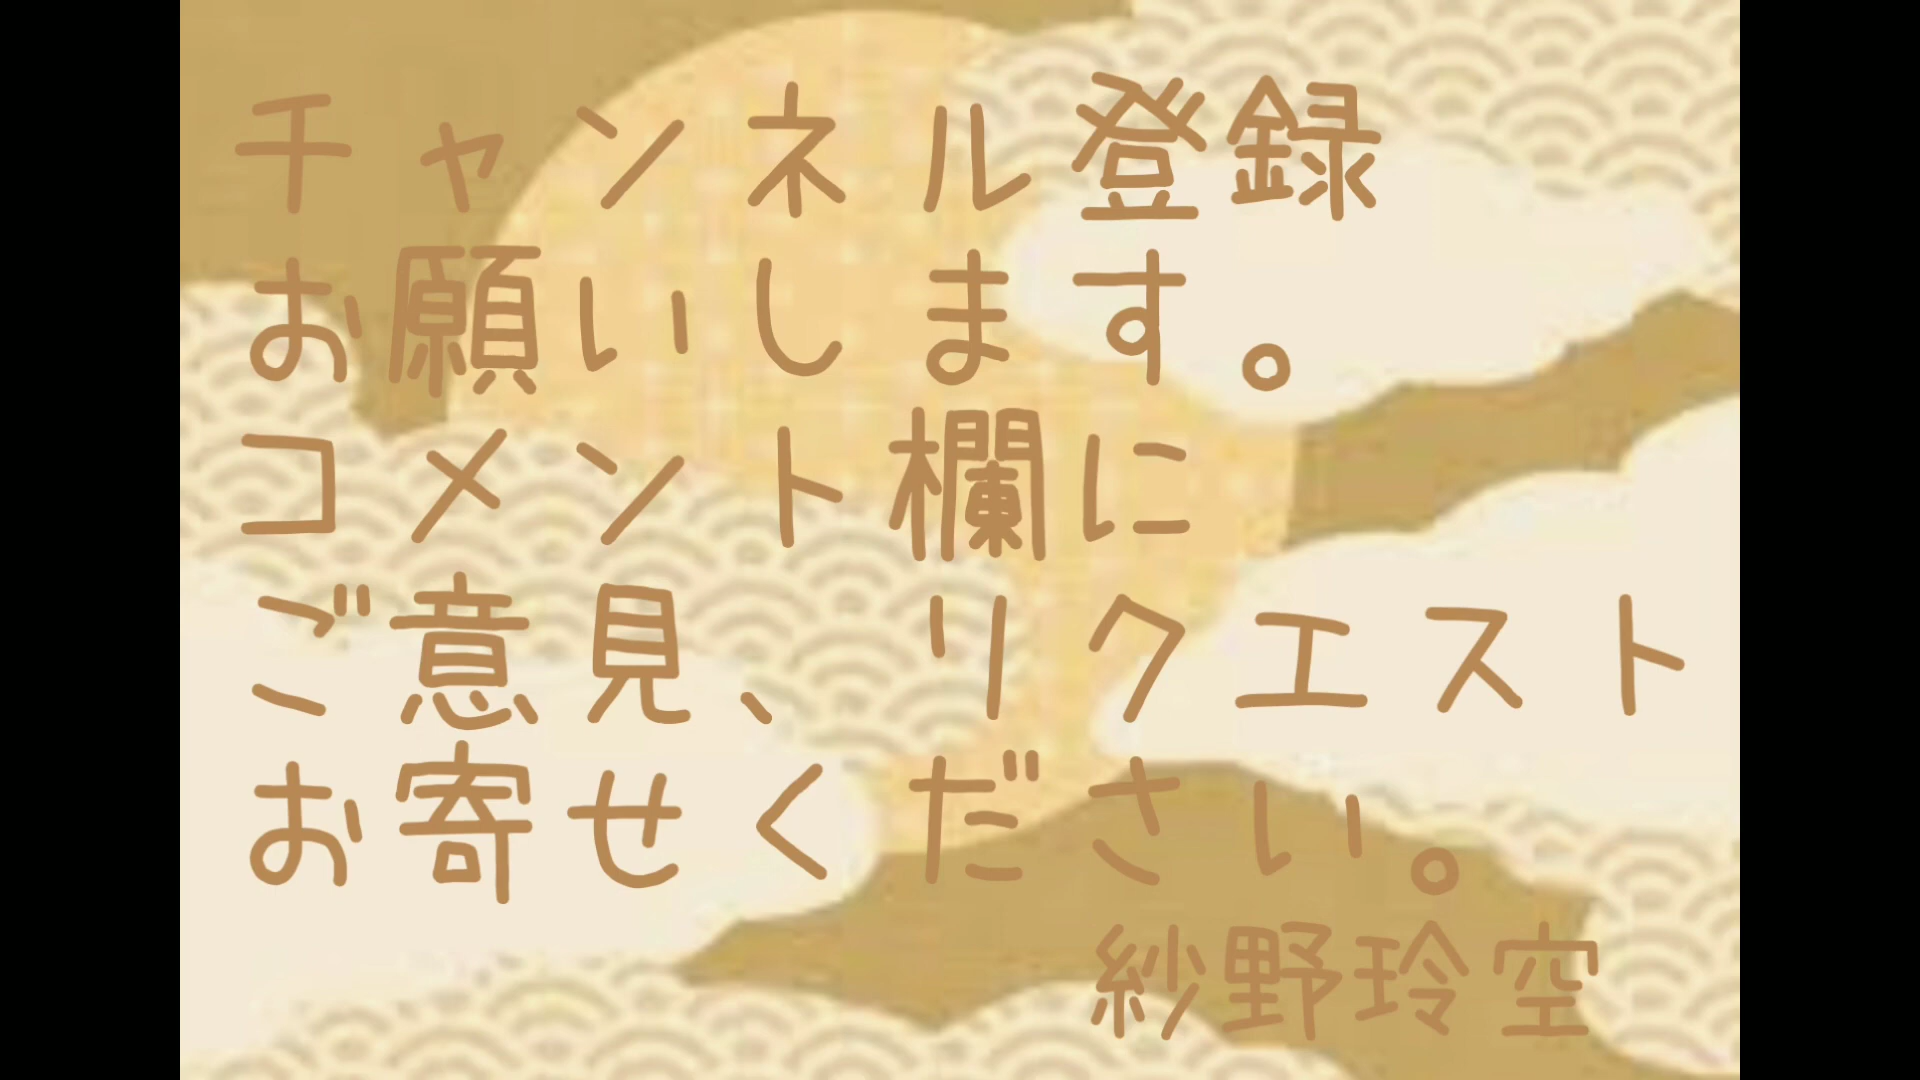 チャンネル登録
お願いします。
コメント欄に
ご意見、リクエスト
お寄せください。
紗野玲空